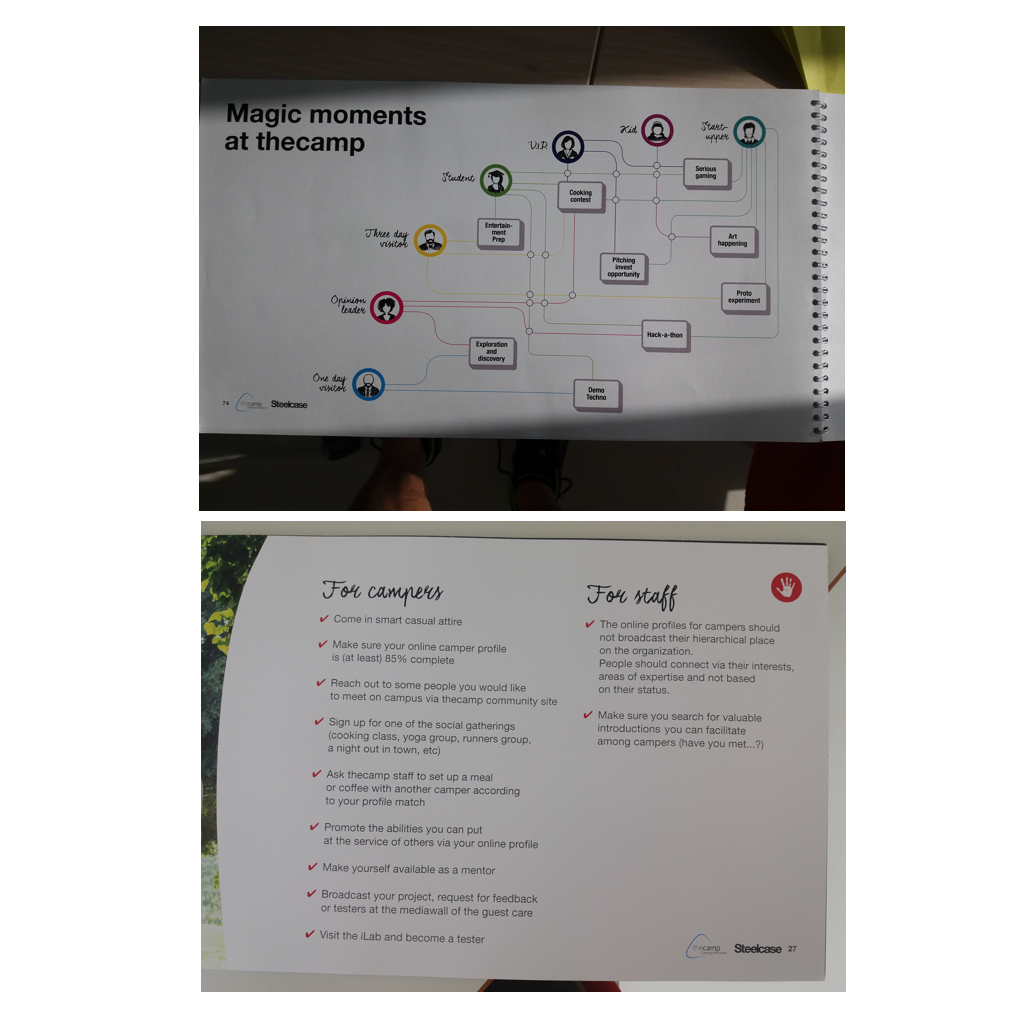 Magic moments
at thecamp
Kid
Start-
upper
V.I.P.
Serious
gaming
Student
Cooking
contest
Entertain-
ment
Prep
Three day
visitor
Art
happening
Pitching
invest
opportunity
Proto
experiment
Opinion
leader
Hack-a-thon
Exploration
and
discovery
One day
visitor
Demo
Techno
74 thecamp Steelcase
For campers
✔ Come in smart casual attire
✔ Make sure your online camper profile
is (at least) 85% complete
✔ Reach out to some people you would like
to meet on campus via thecamp community site
✔ Sign up for one of the social gatherings
(cooking class, yoga group, runners group,
a night out in town, etc)
✔ Ask thecamp staff to set up a meal
or coffee with another camper according
to your profile match
✔ Promote the abilities you can put
at the service of others via your online profile
✔ Make yourself available as a mentor
✔ Broadcast your project, request for feedback
or testers at the mediawall of the guest care
✔ Visit the iLab and become a tester
For staff
✔ The online profiles for campers should
not broadcast their hierarchical place
on the organization.
People should connect via their interests,
areas of expertise and not based
on their status.
✔ Make sure you search for valuable
introductions you can facilitate
among campers (have you met...?)
thecamp Steelcase 27